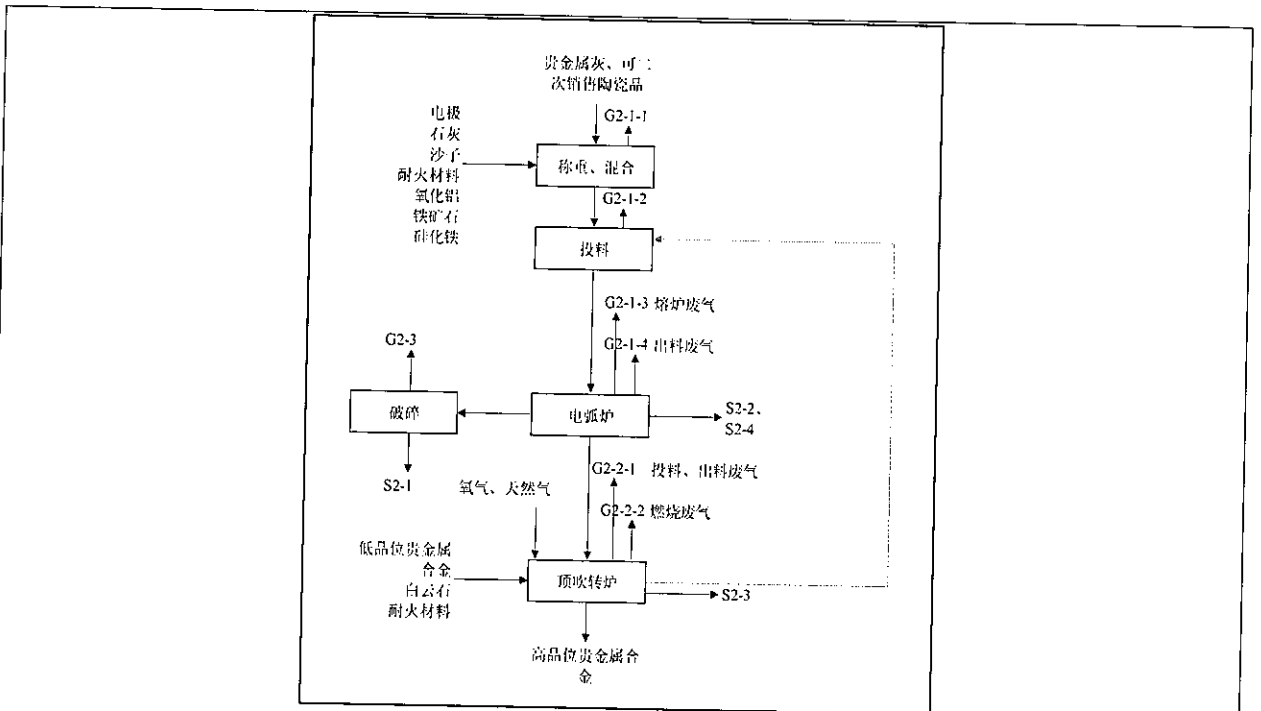 贵金属灰、可二
次销售陶瓷品
G2-1-1
电极
石灰
沙子
耐火材料
氧化铝
铁矿石
硅化铁
称重、混合
G2-1-2
投料
G2-1-3 熔炉废气
G2-1-4 出料废气
G2-3
破碎
电弧炉
S2-2、
S2-4
S2-1
G2-2-1 投料、出料废气
氧气、天然气
G2-2-2 燃烧废气
低品位贵金属
合金
白云石
耐火材料
顶吹转炉
S2-3
高品位贵金属合
金